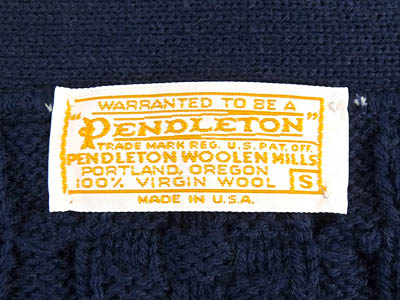 WARRANTED TO BE A
"PENDLETON"
TRADE MARK REG. U.S. PAT. OFF.
PENDLETON WOOLEN MILLS
PORTLAND, OREGON
100% VIRGIN WOOL S
MADE IN U.S.A.